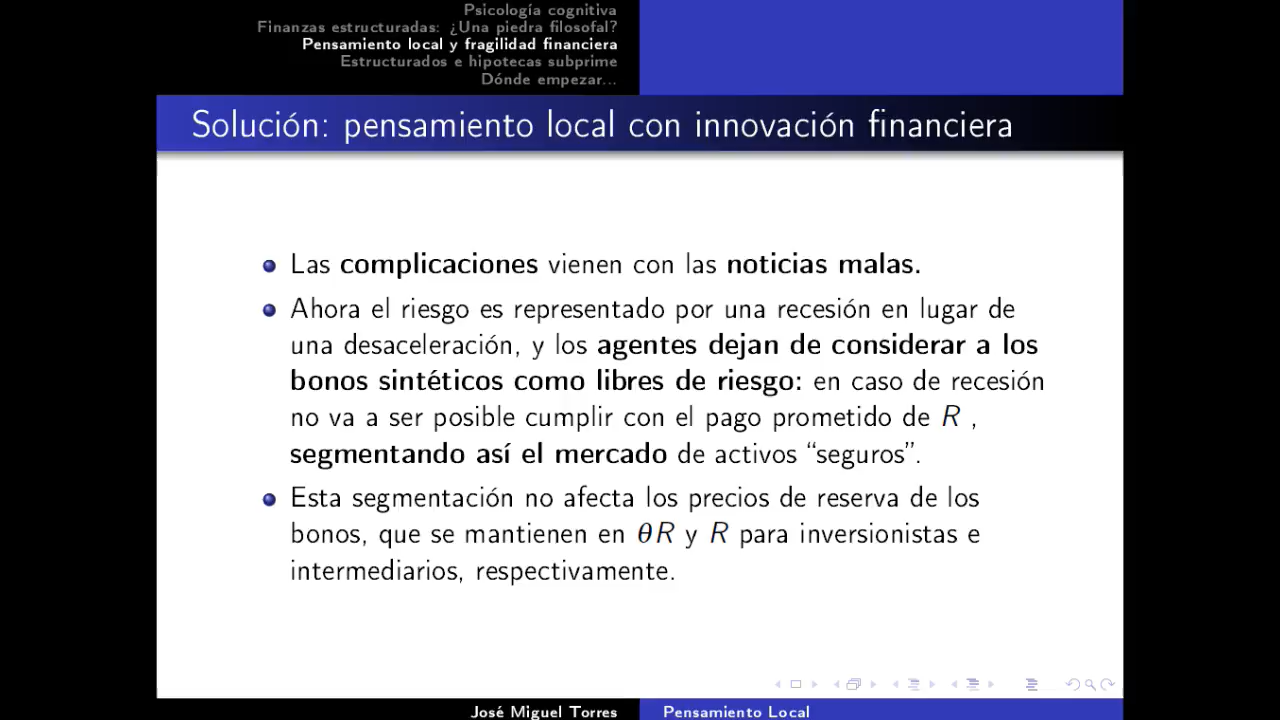 Psicología cognitiva
Finanzas estructuradas: ¿Una piedra filosofal?
Pensamiento local y fragilidad financiera
Estructurados e hipotecas subprime
Dónde empezar...
Solución: pensamiento local con innovación financiera
Las complicaciones vienen con las noticias malas.
Ahora el riesgo es representado por una recesión en lugar de
una desaceleración, y los agentes dejan de considerar a los
bonos sintéticos como libres de riesgo: en caso de recesión
no va a ser posible cumplir con el pago prometido de R ,
segmentando así el mercado de activos “seguros”.
Esta segmentación no afecta los precios de reserva de los
bonos, que se mantienen en θR y R para inversionistas e
intermediarios, respectivamente.
José Miguel Torres
Pensamiento Local